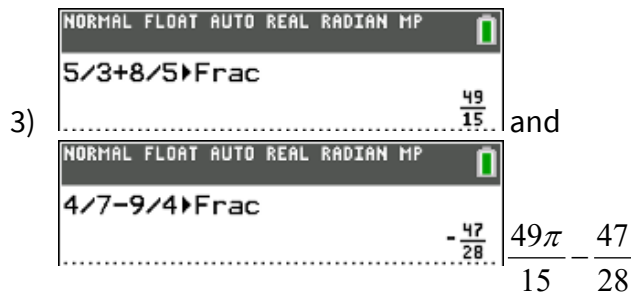 NORMAL FLOAT AUTO REAL RADIAN MP
5/3+8/5▶Frac
49/15
3) and
NORMAL FLOAT AUTO REAL RADIAN MP
4/7-9/4▶Frac
-47/28
49π/15 − 47/28